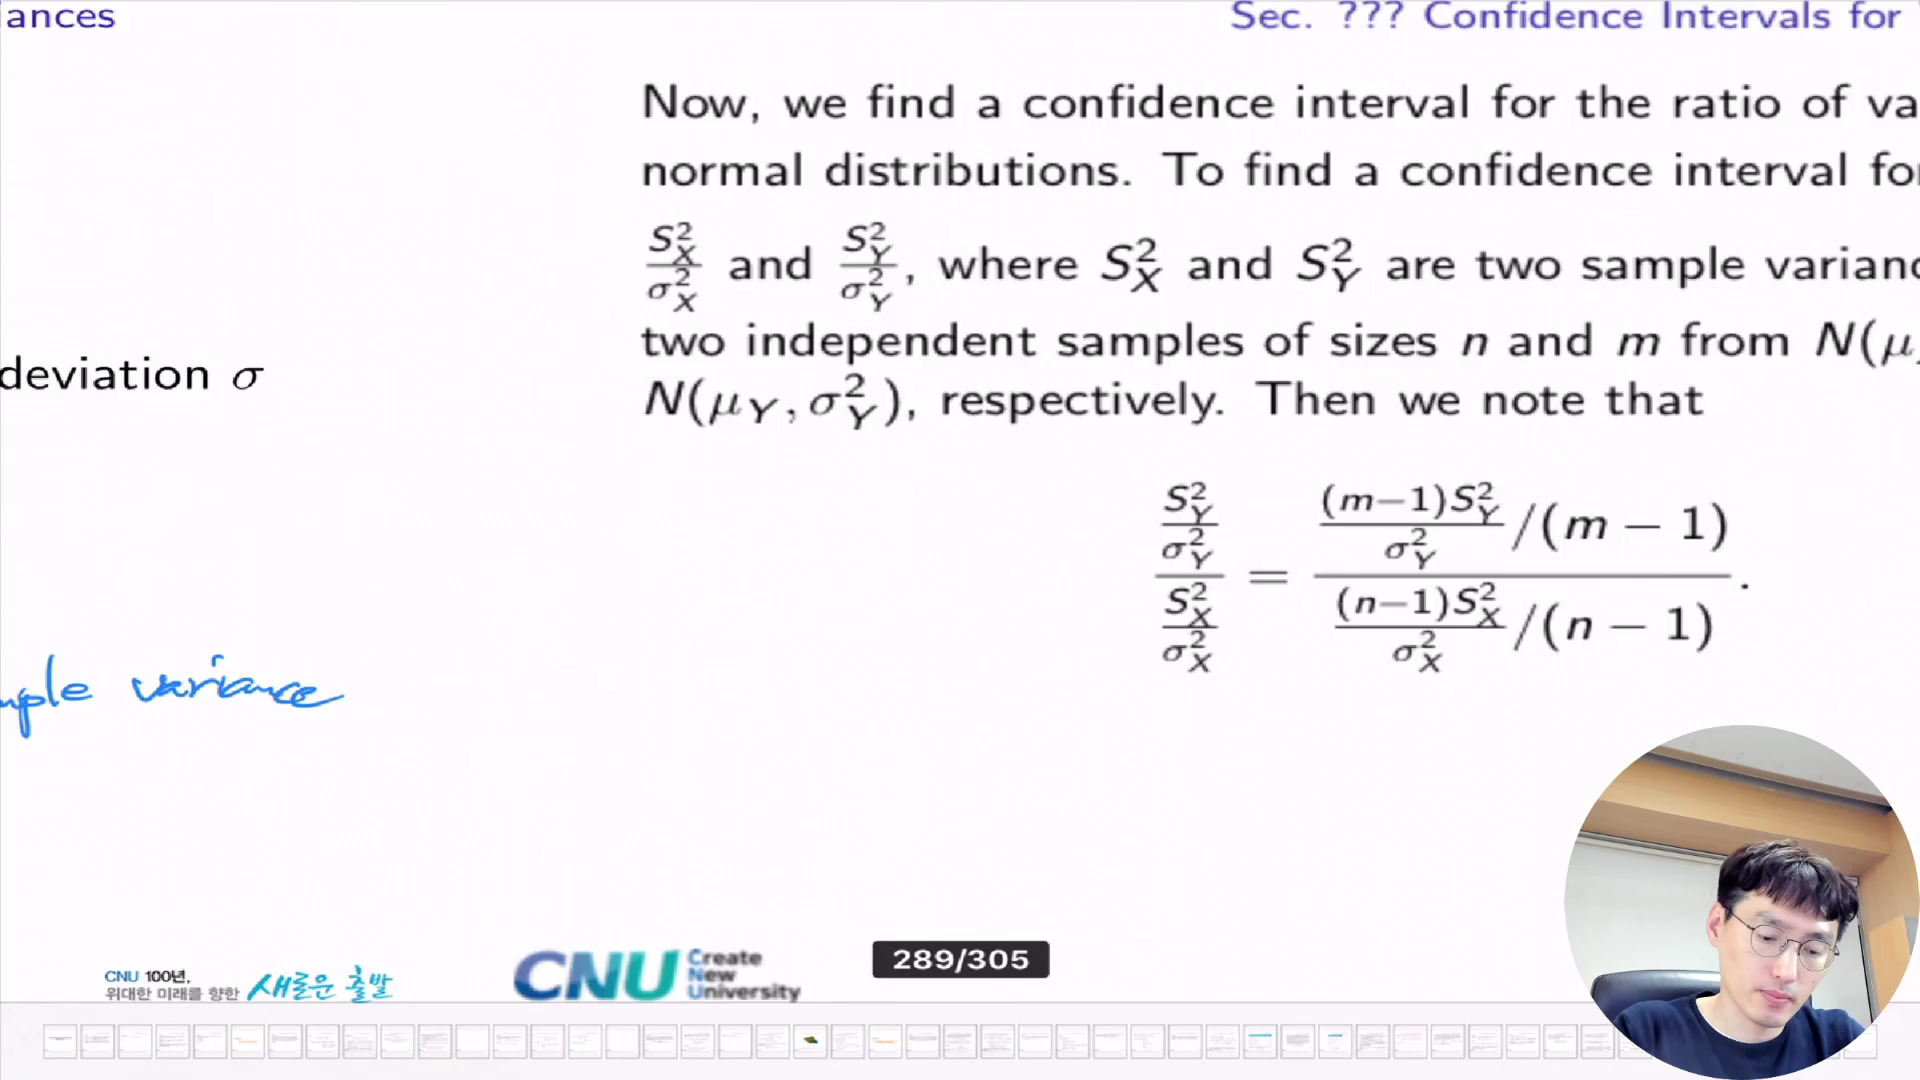 ances
deviation σ
variance
Sec. ??? Confidence Intervals for
Now, we find a confidence interval for the ratio of va
normal distributions. To find a confidence interval for
S²_X/σ²_X and S²_Y/σ²_Y, where S²_X and S²_Y are two sample varianc
two independent samples of sizes n and m from N(μ
N(μ_Y, σ²_Y), respectively. Then we note that
(S²_Y/σ²_Y)/(S²_X/σ²_X) = ((m−1)S²_Y/σ²_Y/(m − 1))/((n−1)S²_X/σ²_X/(n − 1)).
CNU 100년,
위대한 미래를 향한 새로운 출발
CNU Create
New
University
289/305